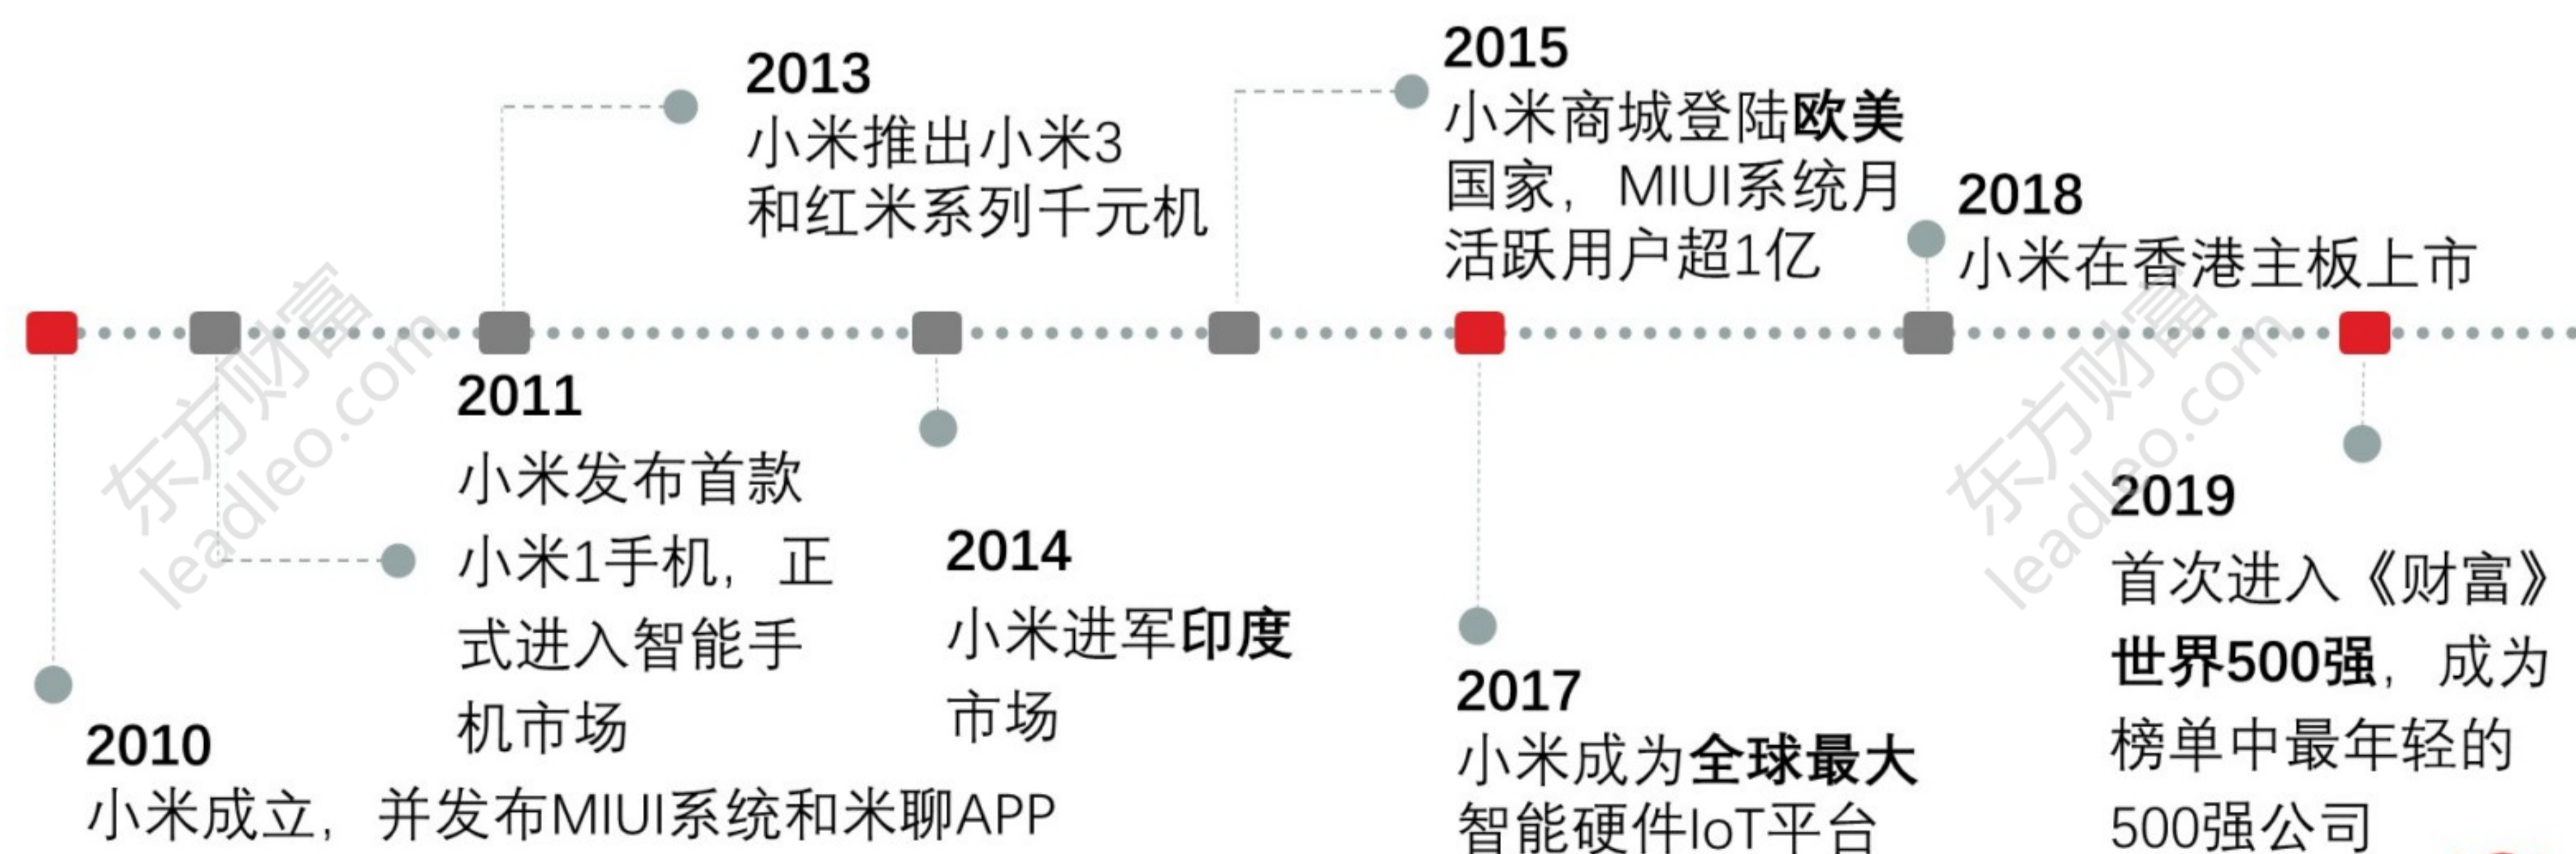 2013
小米推出小米3
和红米系列千元机
2015
小米商城登陆欧美
国家，MIUI系统月
活跃用户超1亿
2018
小米在香港主板上市
2011
小米发布首款
小米1手机，正
式进入智能手
机市场
2014
小米进军印度
市场
2010
小米成立，并发布MIUI系统和米聊APP
2017
小米成为全球最大
智能硬件IoT平台
2019
首次进入《财富》
世界500强，成为
榜单中最年轻的
500强公司
东方财富
leadleo.com
东方财富
leadleo.com